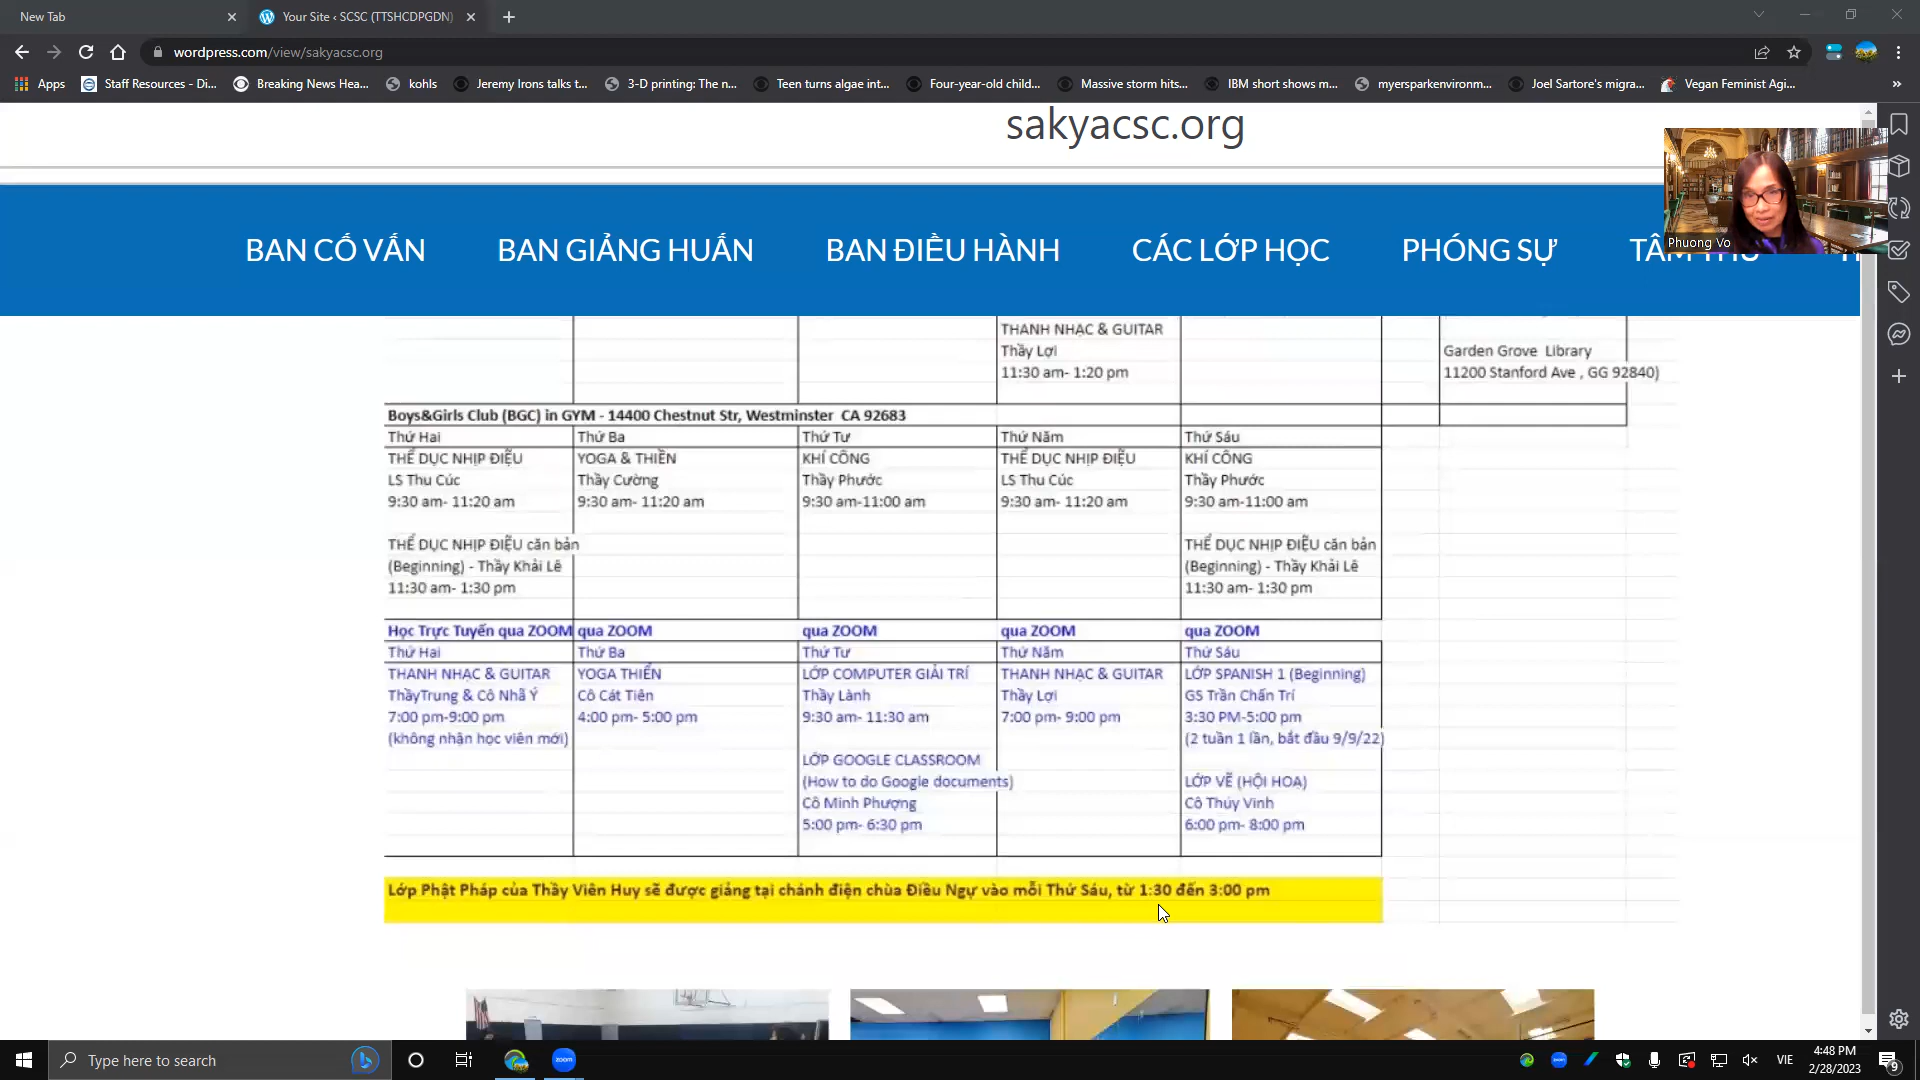 New Tab
Your Site ‹ SCSC (TTSHCDPGDN)
wordpress.com/view/sakyacsc.org
Apps
Staff Resources - Di...
Breaking News Hea...
kohls
Jeremy Irons talks t...
3-D printing: The n...
Teen turns algae int...
Four-year-old child...
Massive storm hits...
IBM short shows m...
myersparkenvironm...
Joel Sartore's migra...
Vegan Feminist Agi...
sakyacsc.org
Phuong Vo
BAN CỐ VẤN
BAN GIẢNG HUẤN
BAN ĐIỀU HÀNH
CÁC LỚP HỌC
PHÓNG SỰ
THANH NHẠC & GUITAR
Thầy Lợi
11:30 am- 1:20 pm
Garden Grove Library
11200 Stanford Ave , GG 92840)
Boys&Girls Club (BGC) in GYM - 14400 Chestnut Str, Westminster CA 92683
Thứ Hai
THỂ DỤC NHỊP ĐIỆU
LS Thu Cúc
9:30 am- 11:20 am
THỂ DỤC NHỊP ĐIỆU căn bản
(Beginning) - Thầy Khải Lê
11:30 am- 1:30 pm
Thứ Ba
YOGA & THIỀN
Thầy Cường
9:30 am- 11:20 am
Thứ Tư
KHÍ CÔNG
Thầy Phước
9:30 am-11:00 am
Thứ Năm
THỂ DỤC NHỊP ĐIỆU
LS Thu Cúc
9:30 am- 11:20 am
Thứ Sáu
KHÍ CÔNG
Thầy Phước
9:30 am-11:00 am
THỂ DỤC NHỊP ĐIỆU căn bản
(Beginning) - Thầy Khải Lê
11:30 am- 1:30 pm
Học Trực Tuyến qua ZOOM
Thứ Hai
THANH NHẠC & GUITAR
ThầyTrung & Cô Nhã Ý
7:00 pm-9:00 pm
(không nhận học viên mới)
qua ZOOM
Thứ Ba
YOGA THIỀN
Cô Cát Tiên
4:00 pm- 5:00 pm
qua ZOOM
Thứ Tư
LỚP COMPUTER GIẢI TRÍ
Thầy Lành
9:30 am- 11:30 am
LỚP GOOGLE CLASSROOM
(How to do Google documents)
Cô Minh Phượng
5:00 pm- 6:30 pm
qua ZOOM
Thứ Năm
THANH NHẠC & GUITAR
Thầy Lợi
7:00 pm- 9:00 pm
qua ZOOM
Thứ Sáu
LỚP SPANISH 1 (Beginning)
GS Trần Chấn Trí
3:30 PM-5:00 pm
(2 tuần 1 lần, bắt đầu 9/9/22)
LỚP VẼ (HỘI HOA)
Cô Thúy Vinh
6:00 pm- 8:00 pm
Lớp Phật Pháp của Thầy Viên Huy sẽ được giảng tại chánh điện chùa Điều Ngự vào mỗi Thứ Sáu, từ 1:30 đến 3:00 pm
Type here to search
zoom
VIE
4:48 PM
2/28/2023
9